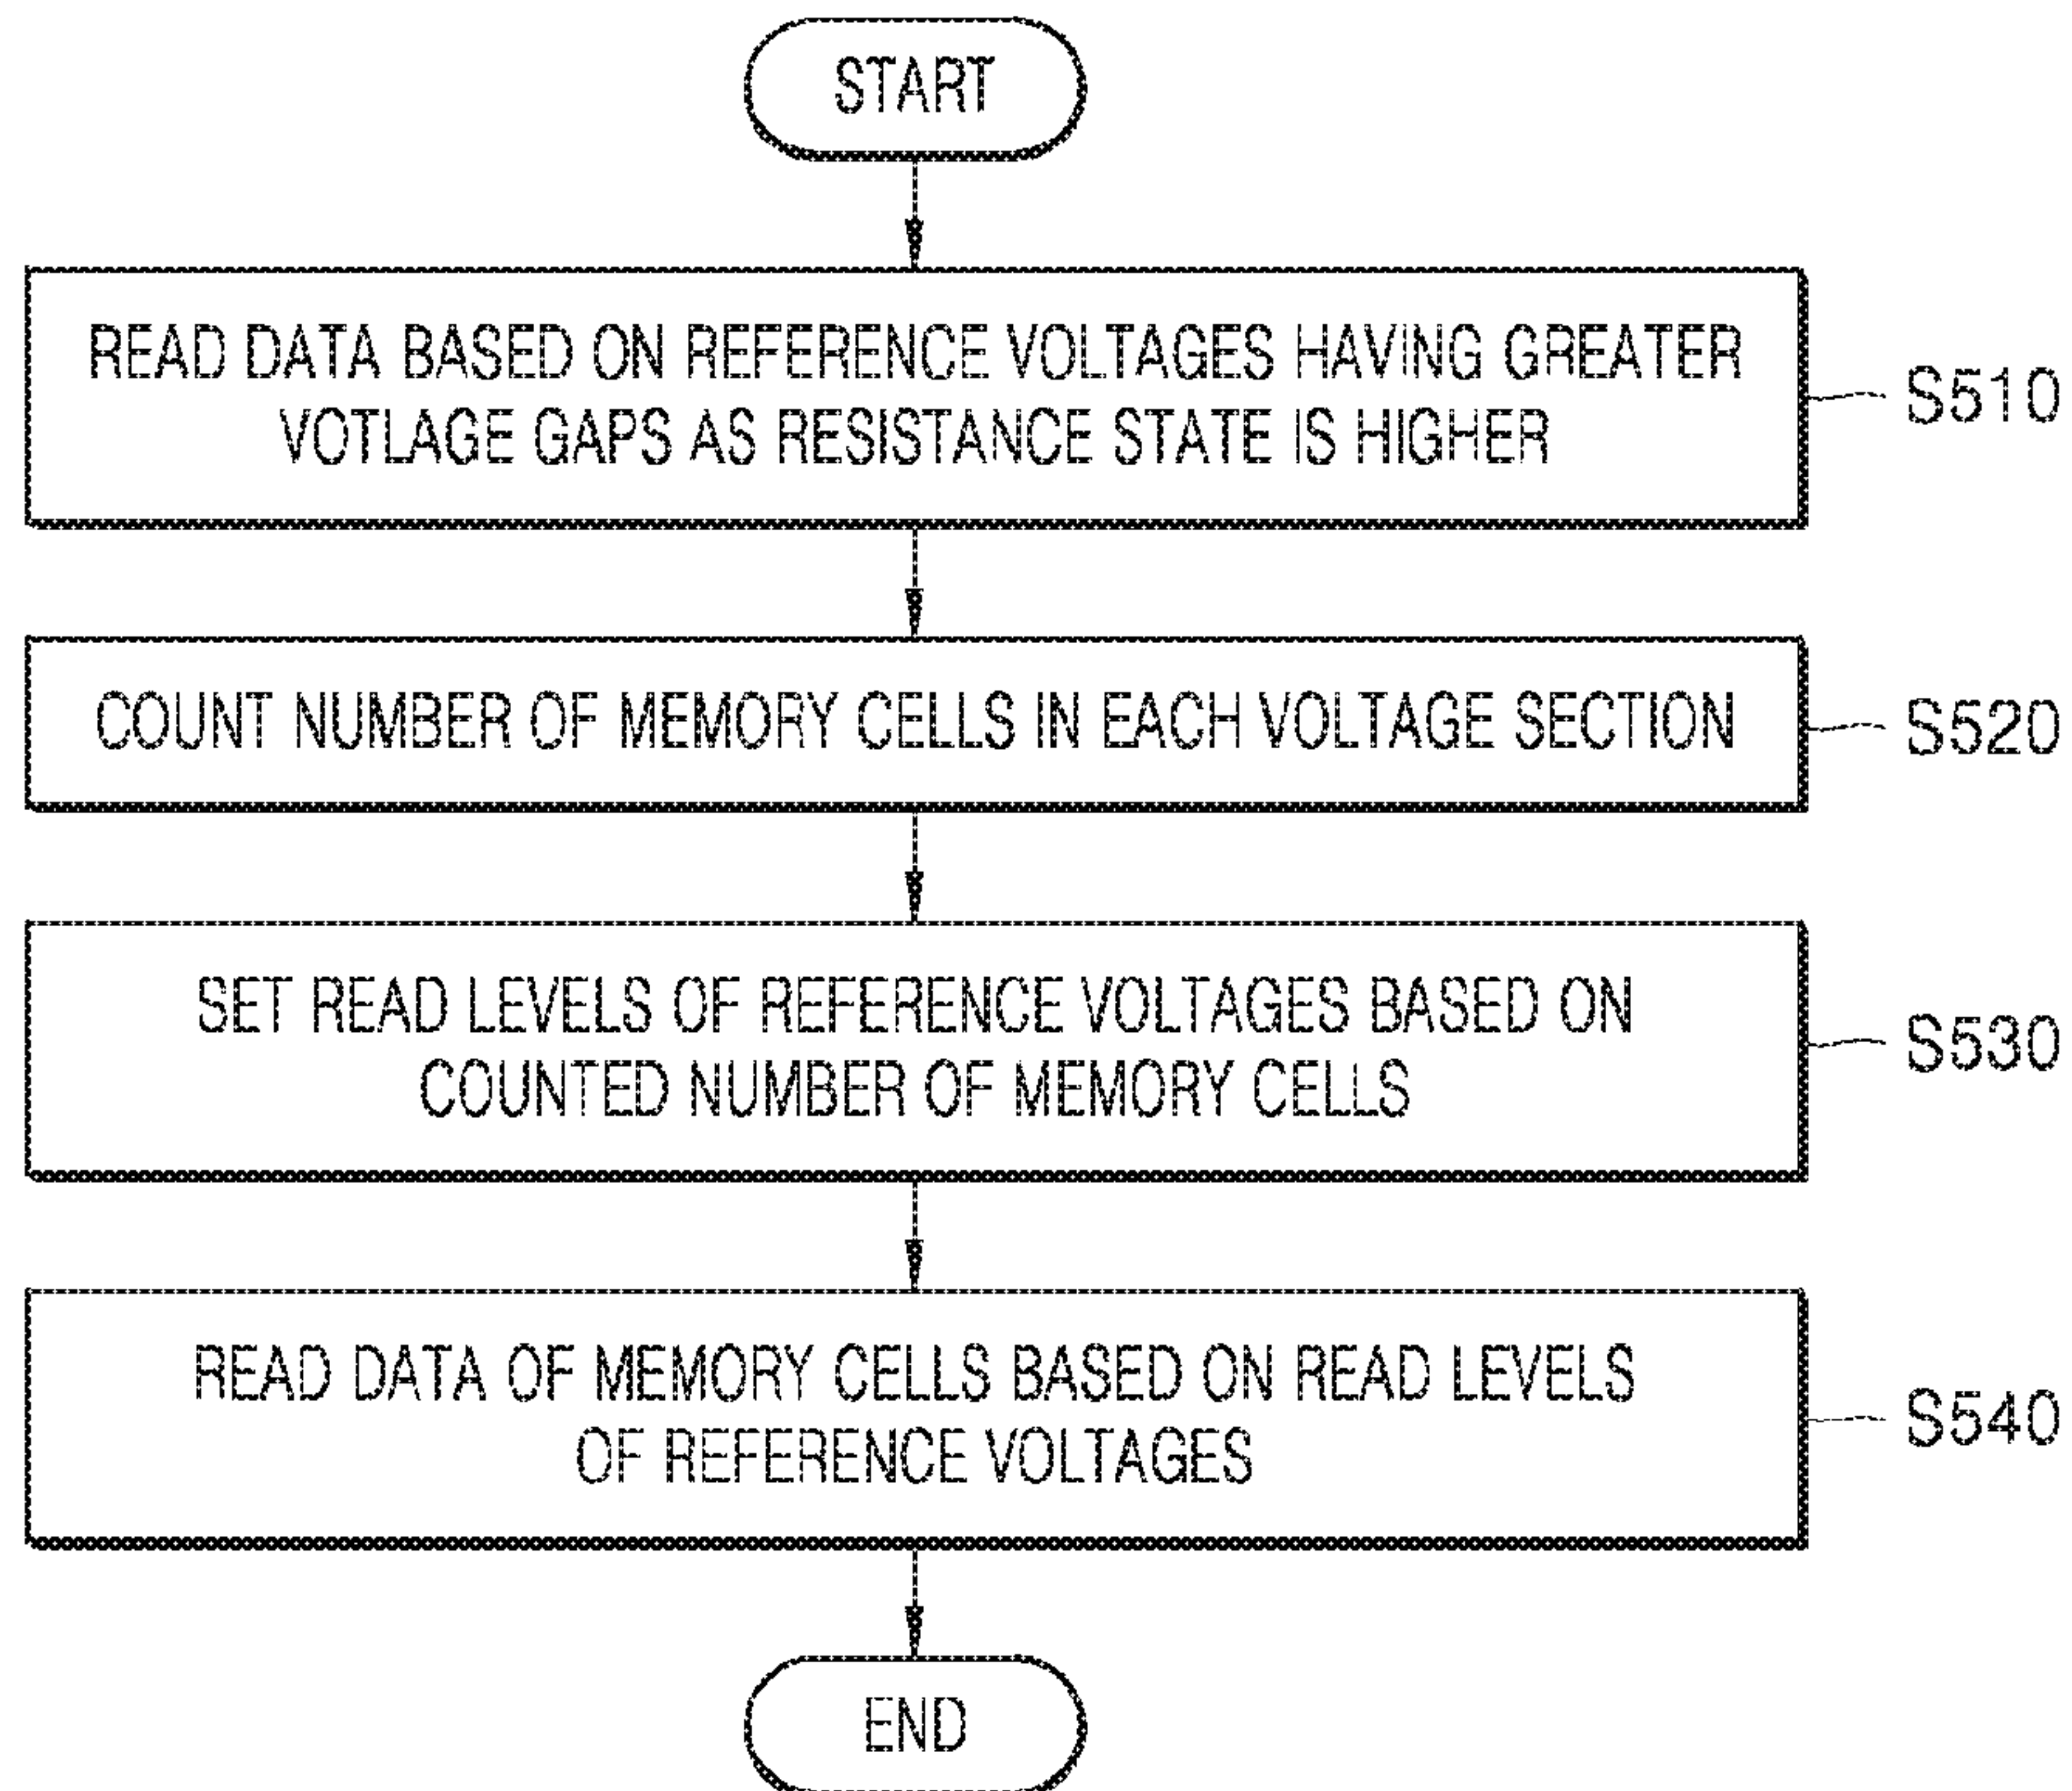 START
READ DATA BASED ON REFERENCE VOLTAGES HAVING GREATER
VOTLAGE GAPS AS RESISTANCE STATE IS HIGHER
S510
COUNT NUMBER OF MEMORY CELLS IN EACH VOLTAGE SECTION
S520
SET READ LEVELS OF REFERENCE VOLTAGES BASED ON
COUNTED NUMBER OF MEMORY CELLS
S530
READ DATA OF MEMORY CELLS BASED ON READ LEVELS
OF REFERENCE VOLTAGES
S540
END